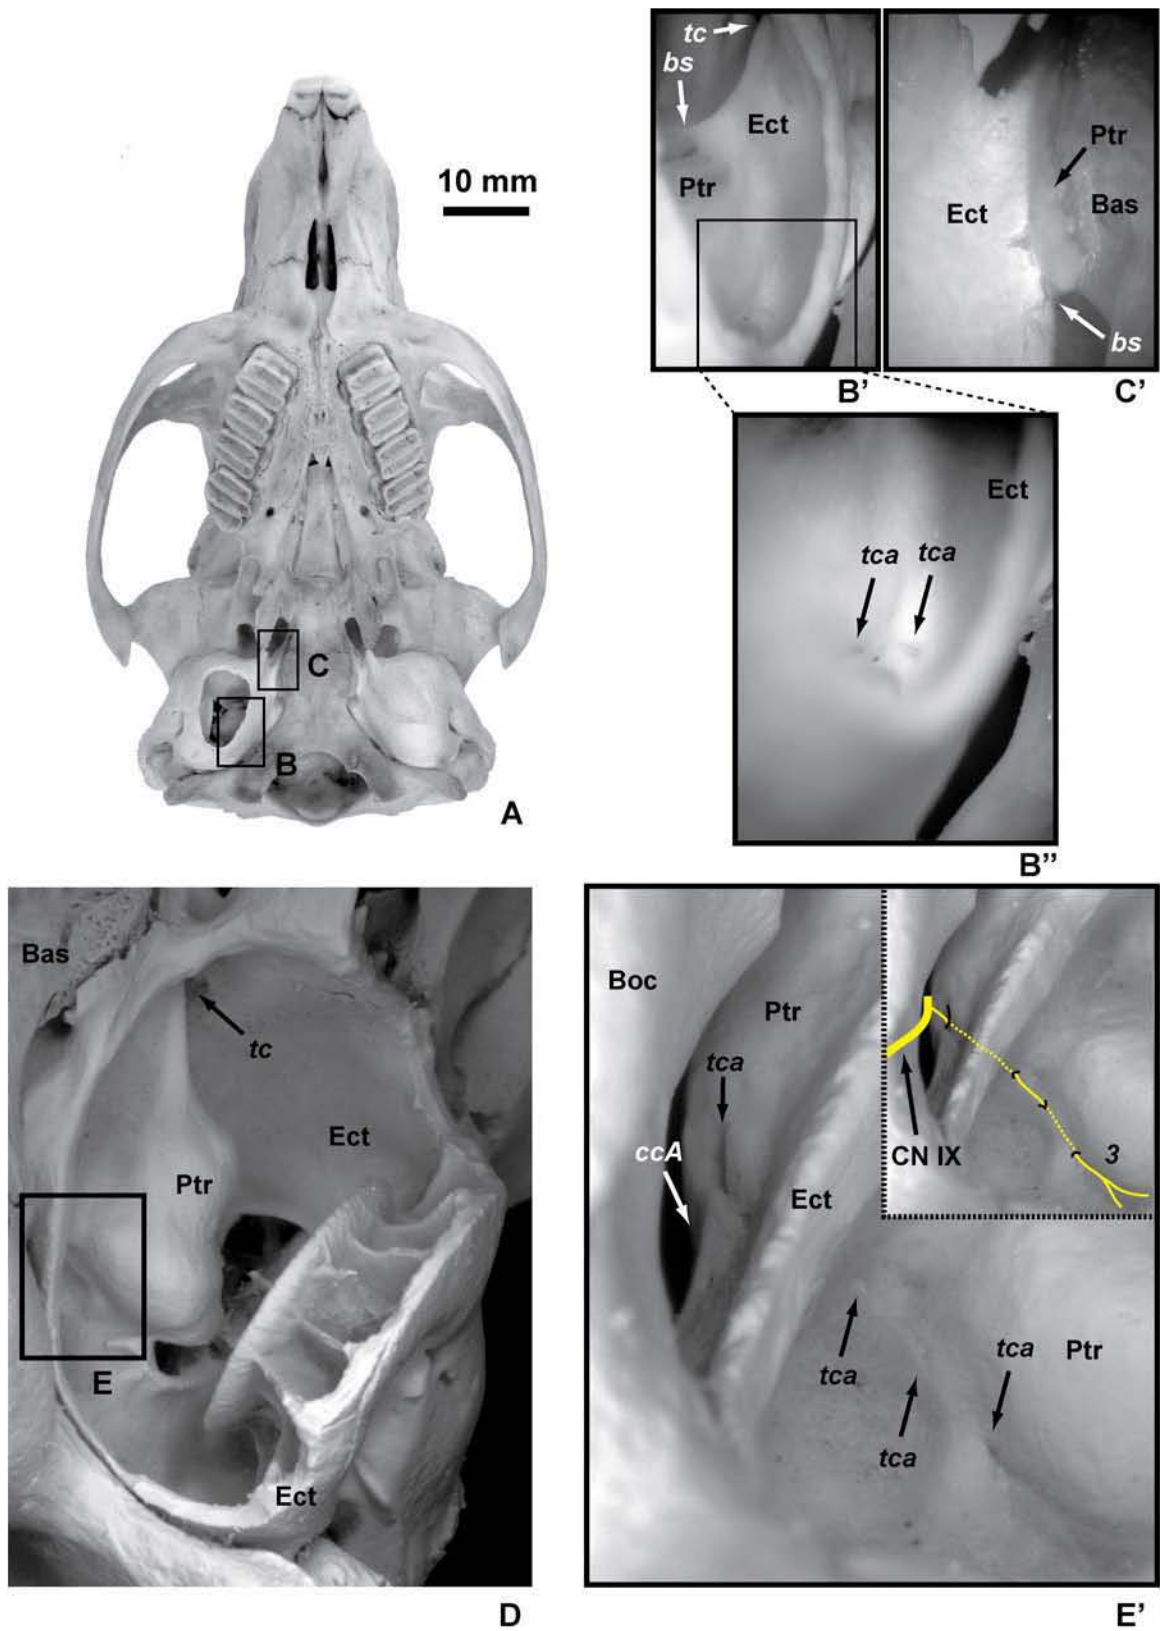 10 mm
C
B
A
tc
bs
Ect
Ptr
B’
Ptr
Ect
Bas
bs
C’
Ect
tca tca
B”
Bas
tc
Ect
Ptr
E
Ect
D
Boc
Ptr
tca
ccA
Ect
CN IX
3
tca
tca
tca
Ptr
E’